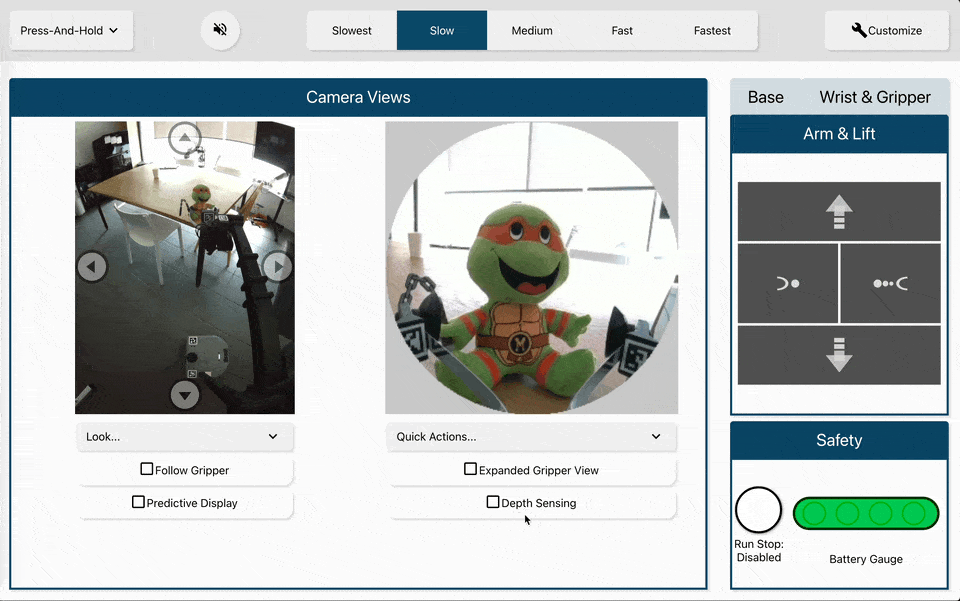 Press-And-Hold
Slowest
Slow
Medium
Fast
Fastest
Customize
Camera Views
Look...
Follow Gripper
Predictive Display
M
Quick Actions...
Expanded Gripper View
Depth Sensing
Base
Wrist & Gripper
Arm & Lift
Safety
Run Stop:
Disabled
Battery Gauge